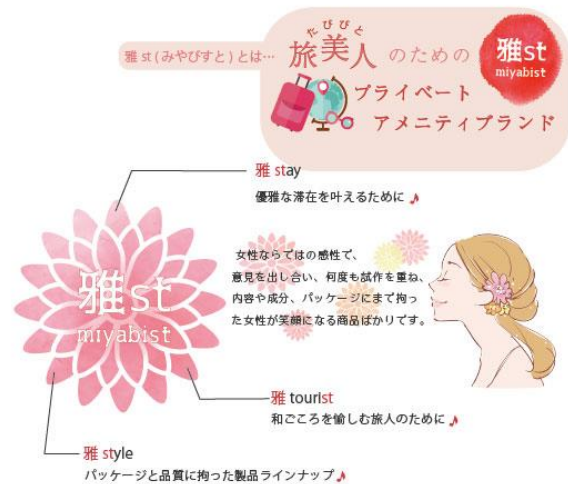 雅 st ( みやびすと ) とは…
たびびと
旅美人のための
プライベート
アメニティブランド
雅st
miyabist
雅 stay
優雅な滞在を叶えるために♪
雅st
miyabist
女性ならではの感性で、
意見を出し合い、何度も試作を重ね、
内容や成分、パッケージにまで拘っ
た女性が笑顔になる商品ばかりです。
雅 tourist
和ごころを愉しむ旅人のために♪
雅 style
パッケージと品質に拘った製品ラインナップ♪